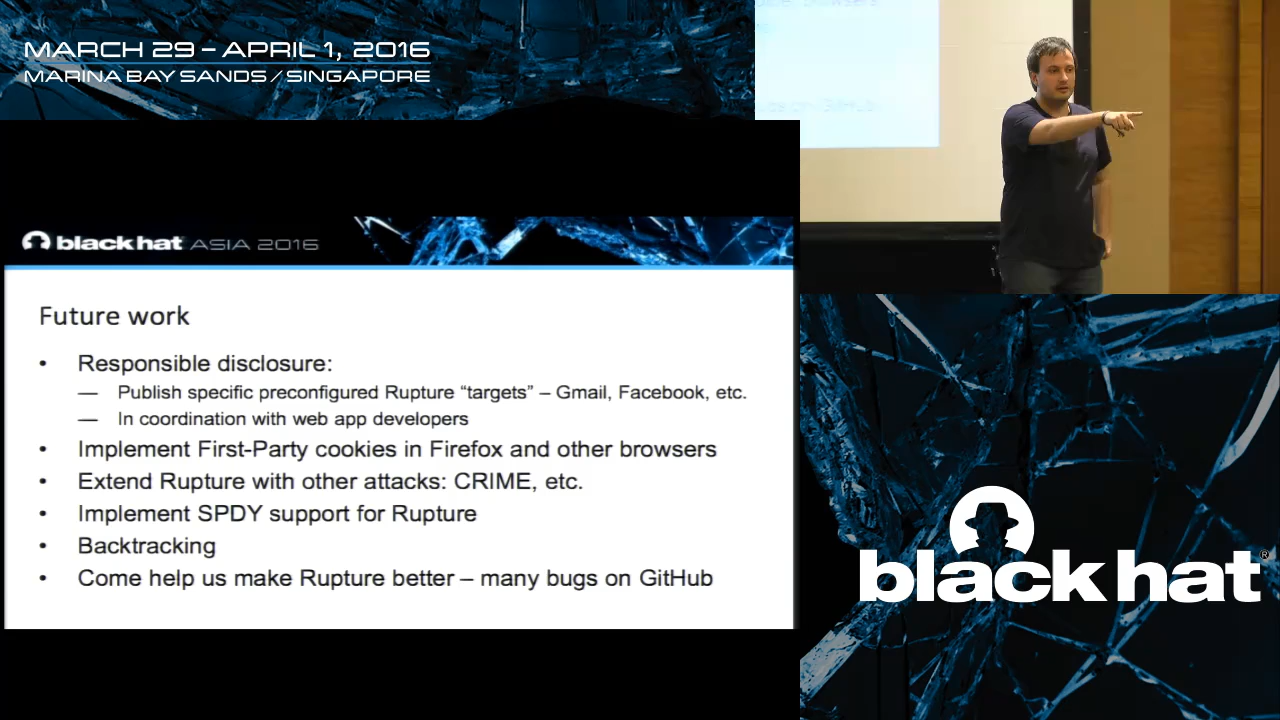 MARCH 29 – APRIL 1, 2016
MARINA BAY SANDS / SINGAPORE
black hat ASIA 2016
Future work
• Responsible disclosure:
— Publish specific preconfigured Rupture “targets” – Gmail, Facebook, etc.
— In coordination with web app developers
• Implement First-Party cookies in Firefox and other browsers
• Extend Rupture with other attacks: CRIME, etc.
• Implement SPDY support for Rupture
• Backtracking
• Come help us make Rupture better – many bugs on GitHub
browsers
GitHub
black hat®